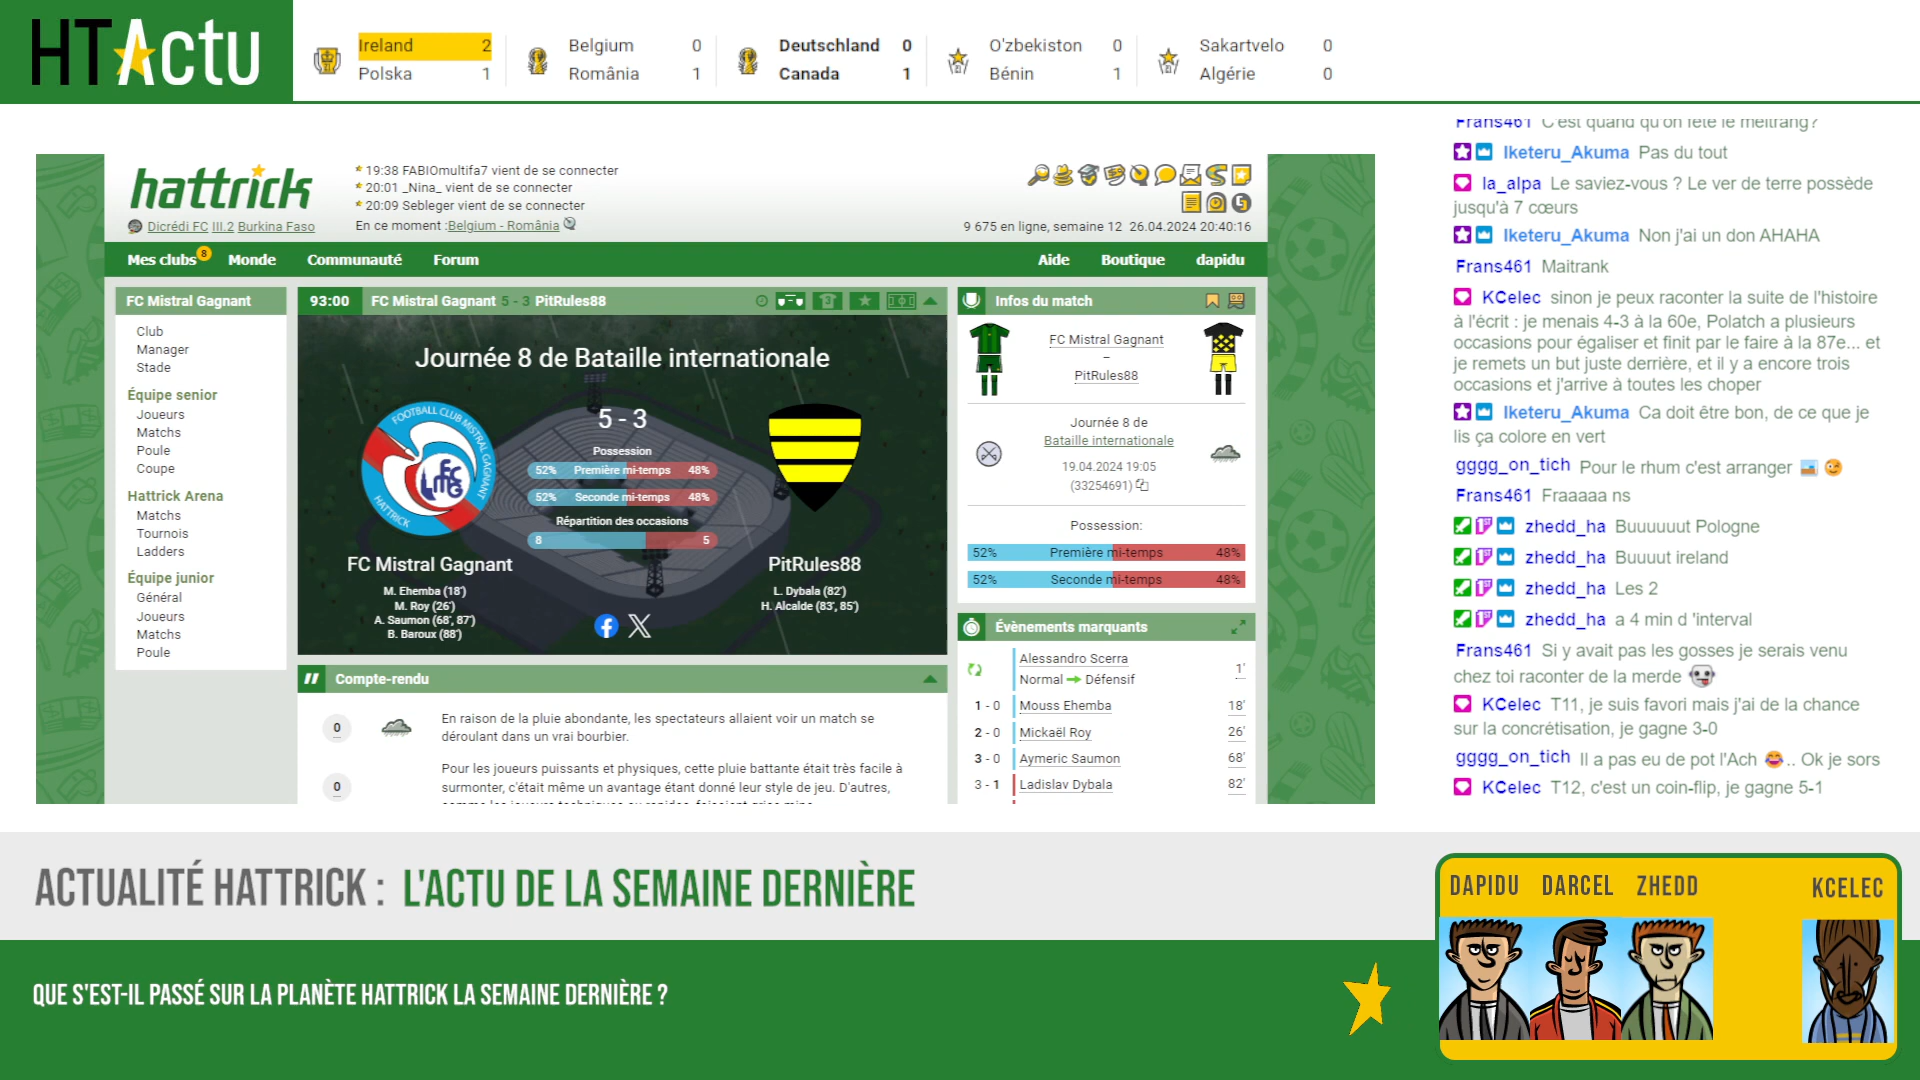 HTActu
Ireland 2
Polska 1
Belgium 0
România 1
Deutschland 0
Canada 1
O'zbekiston 0
Bénin 1
Sakartvelo 0
Algérie 0
hattrick
Dicrédi FC III.2 Burkina Faso
19:38 FABIOmultifa7 vient de se connecter
20:01 _Nina_ vient de se connecter
20:09 Sebleger vient de se connecter
En ce moment :Belgium - România
9 675 en ligne, semaine 12 26.04.2024 20:40:16
Mes clubs 8 Monde Communauté Forum Aide Boutique dapidu
FC Mistral Gagnant
Club
Manager
Stade
Équipe senior
Joueurs
Matchs
Poule
Coupe
Hattrick Arena
Matchs
Tournois
Ladders
Équipe junior
Général
Joueurs
Matchs
Poule
93:00 FC Mistral Gagnant 5 - 3 PitRules88
Journée 8 de Bataille internationale
FOOTBALL CLUB MISTRAL GAGNANT
HATTRICK
5 - 3
Possession
52% Première mi-temps 48%
52% Seconde mi-temps 48%
Répartition des occasions
8 5
FC Mistral Gagnant
M. Ehemba (18')
M. Roy (26')
A. Saumon (68', 87')
B. Baroux (88')
PitRules88
L. Dybala (82')
H. Alcalde (83', 85')
Compte-rendu
0 En raison de la pluie abondante, les spectateurs allaient voir un match se
déroulant dans un vrai bourbier.
0 Pour les joueurs puissants et physiques, cette pluie battante était très facile à
surmonter, c'était même un avantage étant donné leur style de jeu. D'autres,
Infos du match
FC Mistral Gagnant
–
PitRules88
Journée 8 de
Bataille internationale
19.04.2024 19:05
(33254691)
Possession:
52% Première mi-temps 48%
52% Seconde mi-temps 48%
Évènements marquants
Alessandro Scerra 1'
Normal Défensif
1 - 0 Mouss Ehemba 18'
2 - 0 Mickaël Roy 26'
3 - 0 Aymeric Saumon 68'
3 - 1 Ladislav Dybala 82'
Frans461 C'est quand qu'on fête le meltrang?
Iketeru_Akuma Pas du tout
la_alpa Le saviez-vous ? Le ver de terre possède
jusqu'à 7 cœurs
Iketeru_Akuma Non j'ai un don AHAHA
Frans461 Maitrank
KCelec sinon je peux raconter la suite de l'histoire
à l'écrit : je menais 4-3 à la 60e, Polatch a plusieurs
occasions pour égaliser et finit par le faire à la 87e... et
je remets un but juste derrière, et il y a encore trois
occasions et j'arrive à toutes les choper
Iketeru_Akuma Ca doit être bon, de ce que je
lis ça colore en vert
gggg_on_tich Pour le rhum c'est arranger
Frans461 Fraaaaa ns
zhedd_ha Buuuuuut Pologne
zhedd_ha Buuuut ireland
zhedd_ha Les 2
zhedd_ha a 4 min d 'interval
Frans461 Si y avait pas les gosses je serais venu
chez toi raconter de la merde
KCelec T11, je suis favori mais j'ai de la chance
sur la concrétisation, je gagne 3-0
gggg_on_tich Il a pas eu de pot l'Ach .. Ok je sors
KCelec T12, c'est un coin-flip, je gagne 5-1
ACTUALITÉ HATTRICK : L'ACTU DE LA SEMAINE DERNIÈRE
QUE S'EST-IL PASSÉ SUR LA PLANÈTE HATTRICK LA SEMAINE DERNIÈRE ?
DAPIDU DARCEL ZHEDD KCELEC